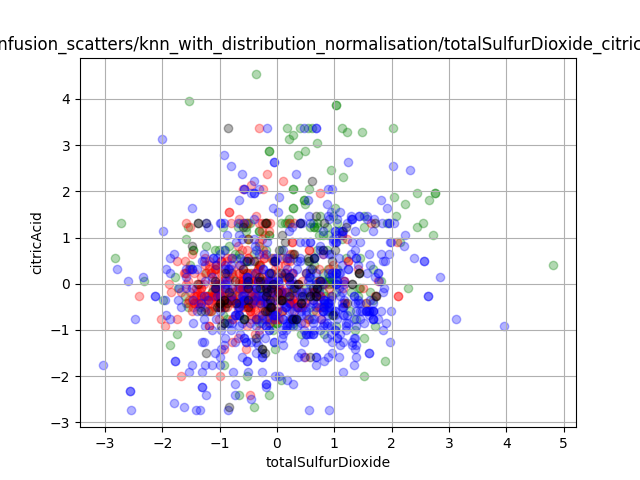 nfusion_scatters/knn_with_distribution_normalisation/totalSulfurDioxide_citric
citricAcid
4
3
2
1
0
−1
−2
−3
−3 −2 −1 0 1 2 3 4 5
totalSulfurDioxide